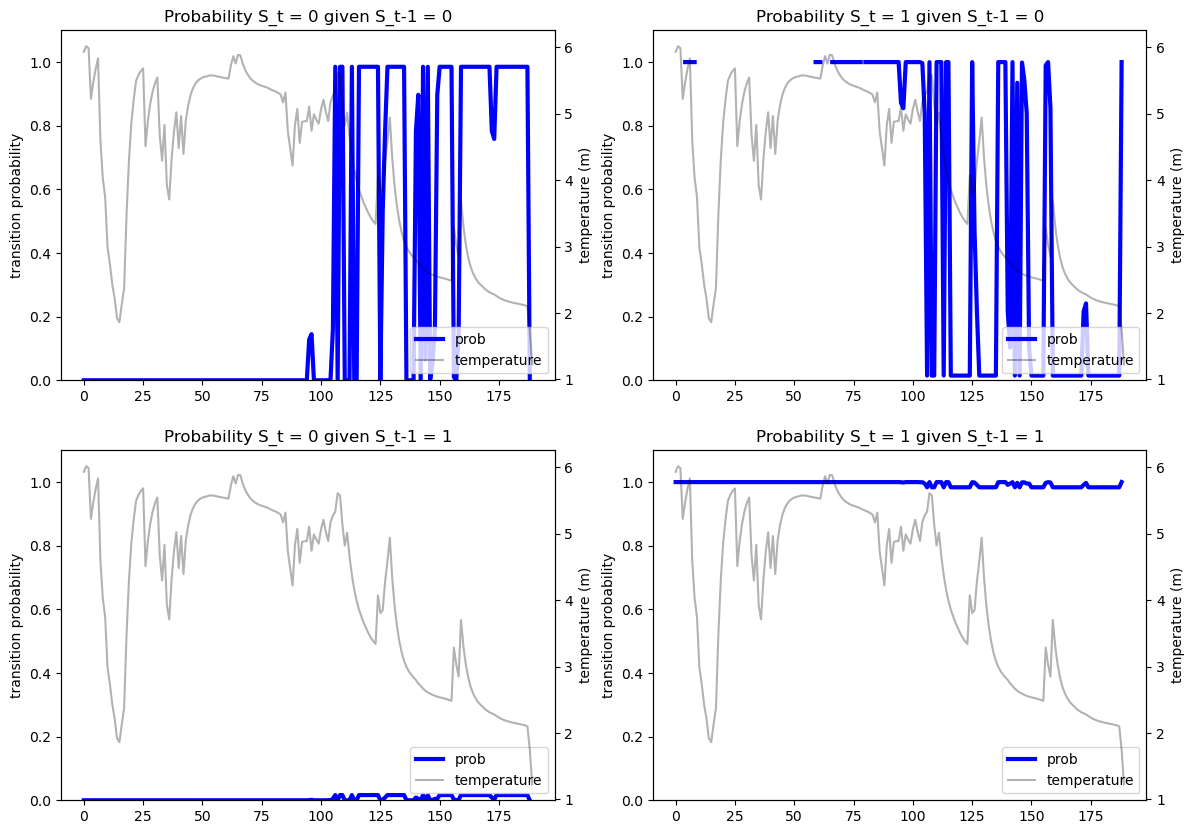 Probability S_t = 0 given S_t-1 = 0
transition probability
1.0
0.8
0.6
0.4
0.2
0.0
0 25 50 75 100 125 150 175
6
5
4
3
2
1
temperature (m)
prob
temperature
Probability S_t = 1 given S_t-1 = 0
transition probability
1.0
0.8
0.6
0.4
0.2
0.0
0 25 50 75 100 125 150 175
6
5
4
3
2
1
temperature (m)
prob
temperature
Probability S_t = 0 given S_t-1 = 1
transition probability
1.0
0.8
0.6
0.4
0.2
0.0
0 25 50 75 100 125 150 175
6
5
4
3
2
1
temperature (m)
prob
temperature
Probability S_t = 1 given S_t-1 = 1
transition probability
1.0
0.8
0.6
0.4
0.2
0.0
0 25 50 75 100 125 150 175
6
5
4
3
2
1
temperature (m)
prob
temperature